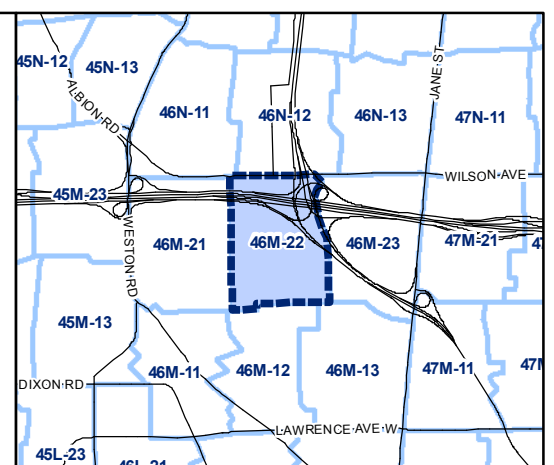 45N-12
45N-13
JANE ST
ALBION RD
46N-11
46N-12
46N-13
47N-11
WILSON AVE
45M-23
WESTON RD
46M-21
46M-22
46M-23
47M-21
45M-13
46M-11
46M-12
46M-13
47M-11
DIXON RD
LAWRENCE AVE W
45L-23